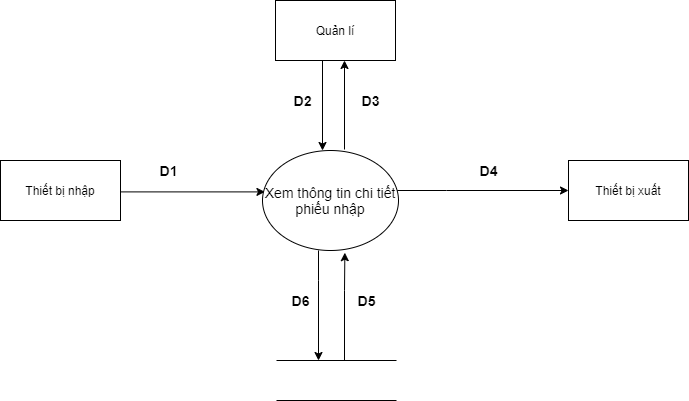 Quản lí
D2
D3
D1
D4
Thiết bị nhập
Xem thông tin chi tiết
phiếu nhập
Thiết bị xuất
D6
D5